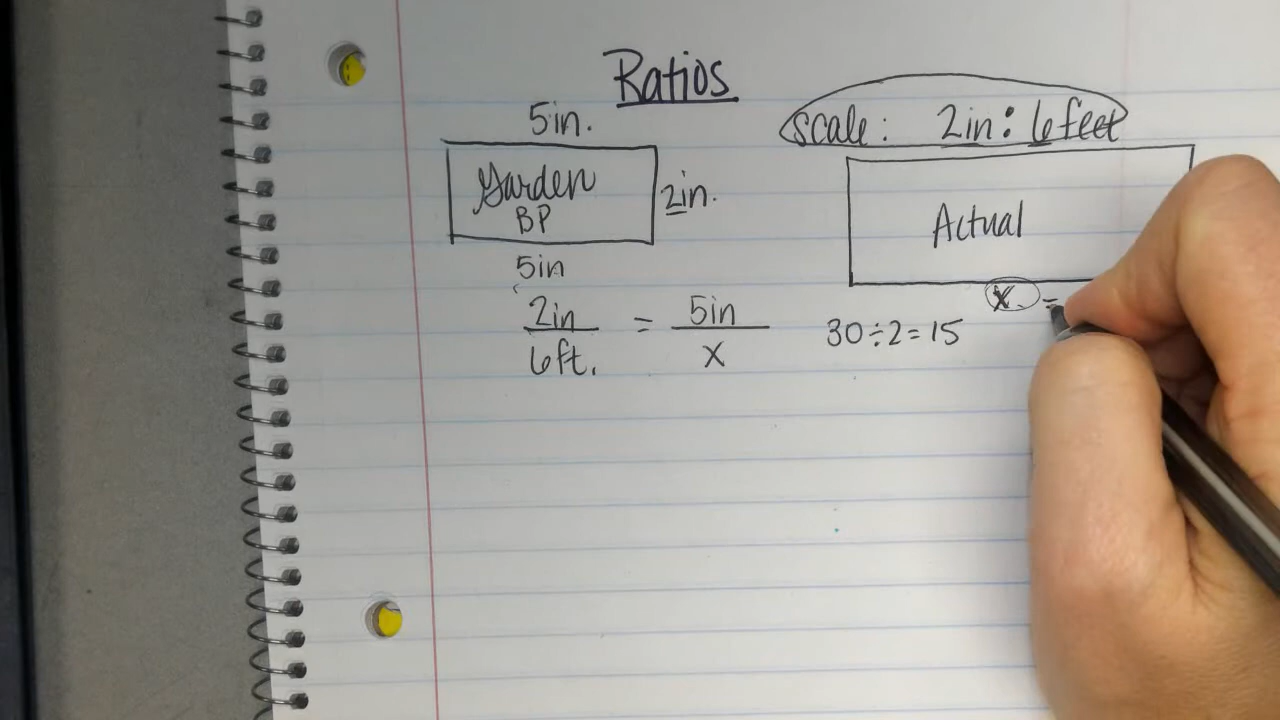 Ratios
5in.
scale: 2in: 6feet
Garden
BP
2in.
Actual
5in
x =
2in = 5in
6ft. x
30÷2=15